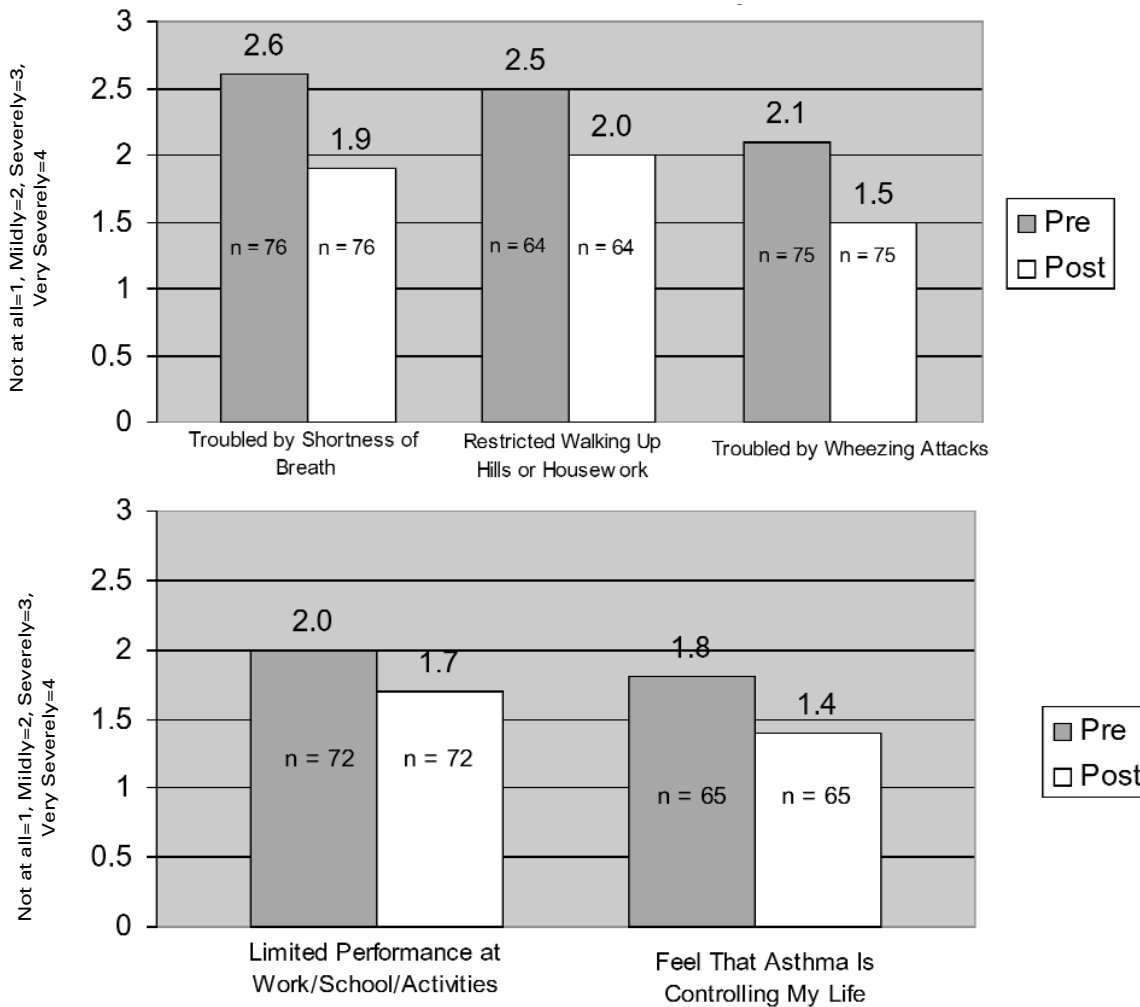 Not at all=1, Mildly=2, Severely=3,
Very Severely=4
3
2.5
2
1.5
1
0.5
0
2.6
1.9
2.5
2.0
2.1
1.5
n = 76
n = 76
n = 64
n = 64
n = 75
n = 75
Troubled by Shortness of
Breath
Restricted Walking Up
Hills or Housework
Troubled by Wheezing Attacks
Pre
Post
Not at all=1, Mildly=2, Severely=3,
Very Severely=4
3
2.5
2
1.5
1
0.5
0
2.0
1.7
1.8
1.4
n = 72
n = 72
n = 65
n = 65
Limited Performance at
Work/School/Activities
Feel That Asthma Is
Controlling My Life
Pre
Post